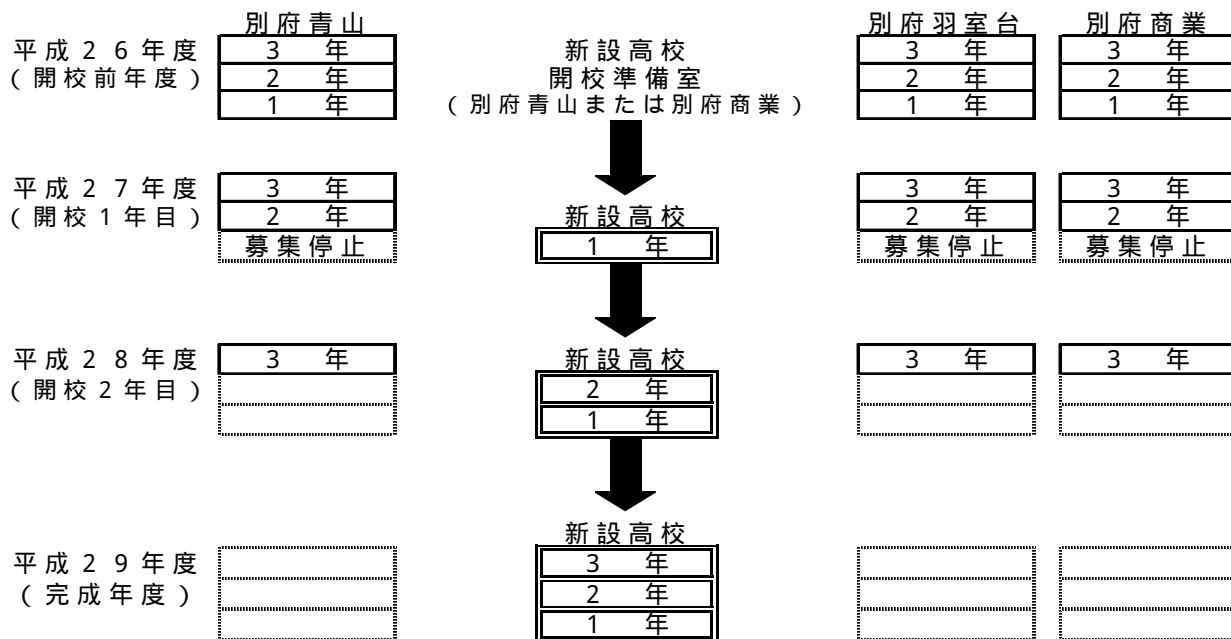 別府青山 別府羽室台 別府商業
平成26年度 3 年 新設高校 3 年 3 年
(開校前年度) 2 年 開校準備室 2 年 2 年
1 年 (別府青山または別府商業) 1 年 1 年
平成27年度 3 年 3 年 3 年
(開校1年目) 2 年 新設高校 2 年 2 年
募集停止 1 年 募集停止 募集停止
平成28年度 3 年 新設高校 3 年 3 年
(開校2年目) 2 年
1 年
新設高校
平成29年度 3 年
(完成年度) 2 年
1 年